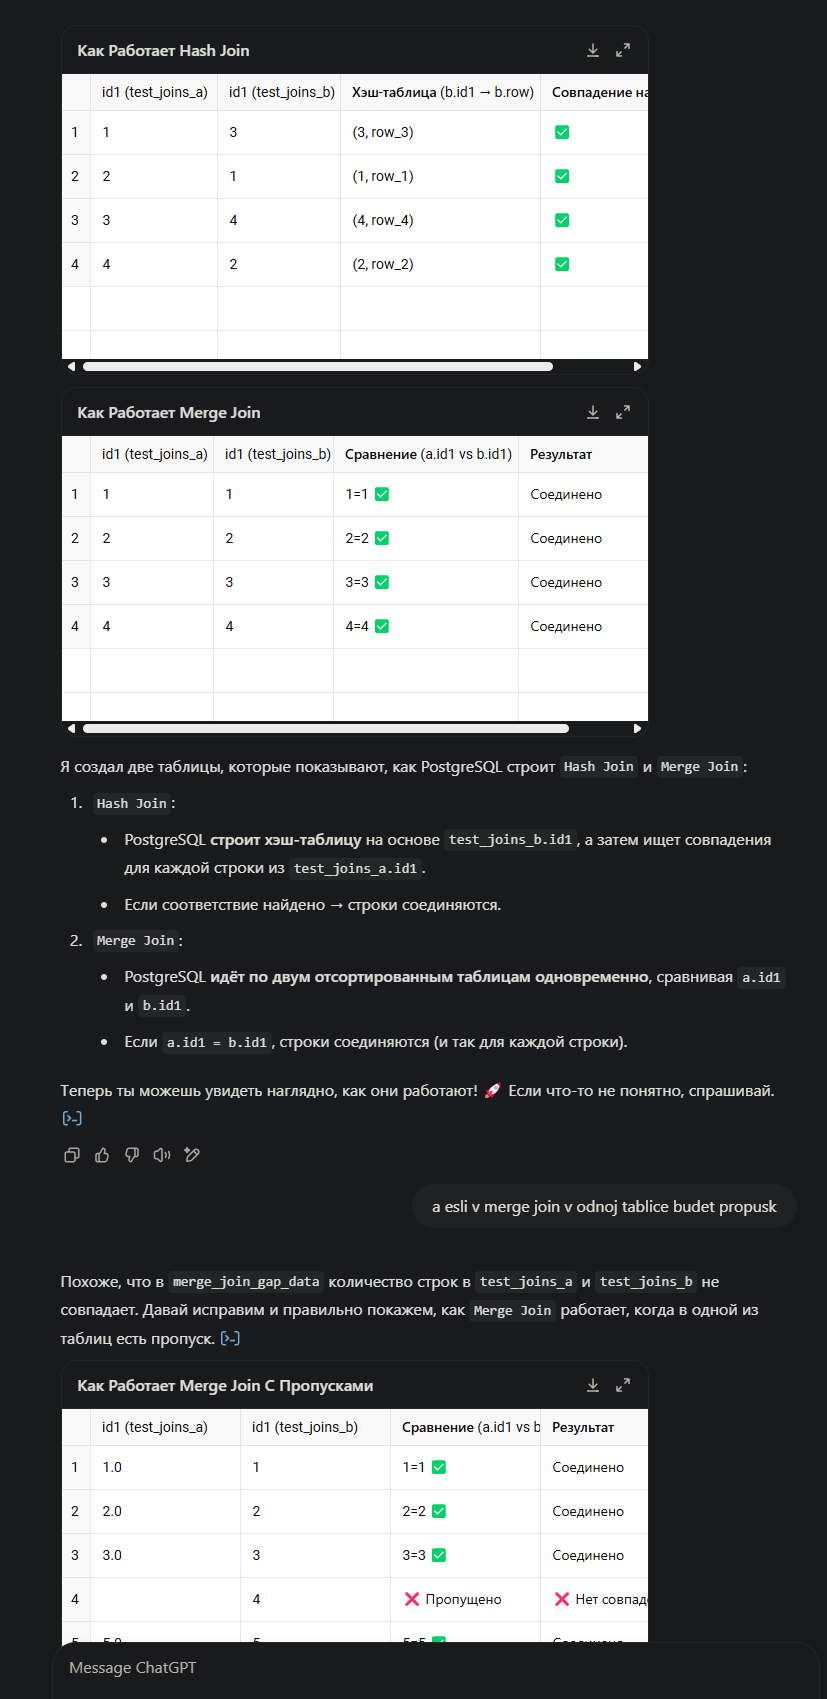 Как Работает Hash Join
id1 (test_joins_a) id1 (test_joins_b) Хэш-таблица (b.id1 → b.row) Совпадение на
1 1 3 (3, row_3) ✅
2 2 1 (1, row_1) ✅
3 3 4 (4, row_4) ✅
4 4 2 (2, row_2) ✅
Как Работает Merge Join
id1 (test_joins_a) id1 (test_joins_b) Сравнение (a.id1 vs b.id1) Результат
1 1 1 1=1 ✅ Соединено
2 2 2 2=2 ✅ Соединено
3 3 3 3=3 ✅ Соединено
4 4 4 4=4 ✅ Соединено
Я создал две таблицы, которые показывают, как PostgreSQL строит Hash Join и Merge Join:
1. Hash Join:
• PostgreSQL строит хэш-таблицу на основе test_joins_b.id1, а затем ищет совпадения
для каждой строки из test_joins_a.id1.
• Если соответствие найдено → строки соединяются.
2. Merge Join:
• PostgreSQL идёт по двум отсортированным таблицам одновременно, сравнивая a.id1
и b.id1.
• Если a.id1 = b.id1, строки соединяются (и так для каждой строки).
Теперь ты можешь увидеть наглядно, как они работают! 🚀 Если что-то не понятно, спрашивай.
a esli v merge join v odnoj tablice budet propusk
Похоже, что в merge_join_gap_data количество строк в test_joins_a и test_joins_b не
совпадает. Давай исправим и правильно покажем, как Merge Join работает, когда в одной из
таблиц есть пропуск.
Как Работает Merge Join С Пропусками
id1 (test_joins_a) id1 (test_joins_b) Сравнение (a.id1 vs b Результат
1 1.0 1 1=1 ✅ Соединено
2 2.0 2 2=2 ✅ Соединено
3 3.0 3 3=3 ✅ Соединено
4 4 ❌ Пропущено ❌ Нет совпад
5 5.0 5 5=5 ✅ Соединено
Message ChatGPT